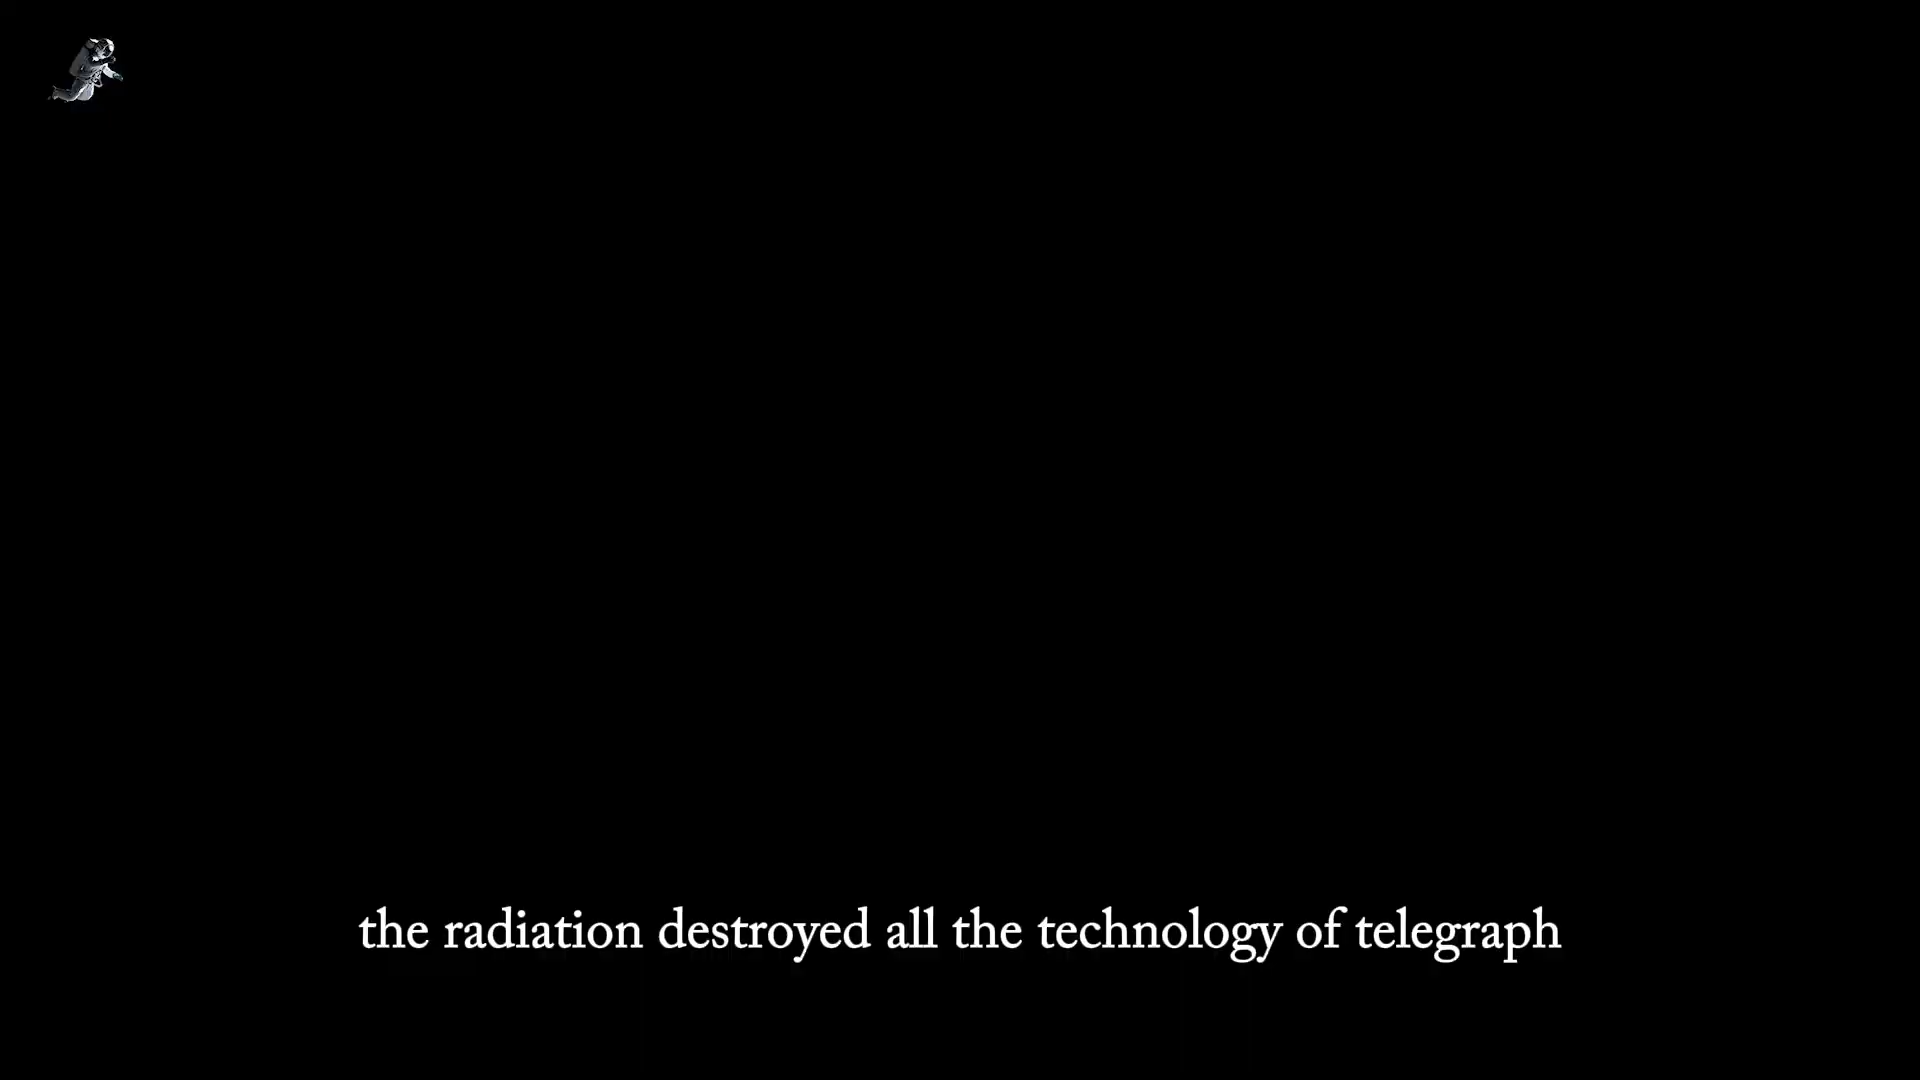 the radiation destroyed all the technology of telegraph